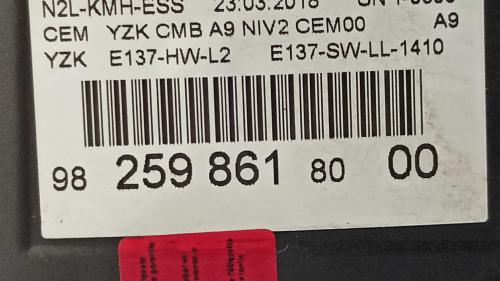 N2L-KMH-ESS 23.03.2018
CEM YZK CMB A9 NIV2 CEM00 A9
YZK E137-HW-L2 E137-SW-LL-1410
98 259 861 80 00